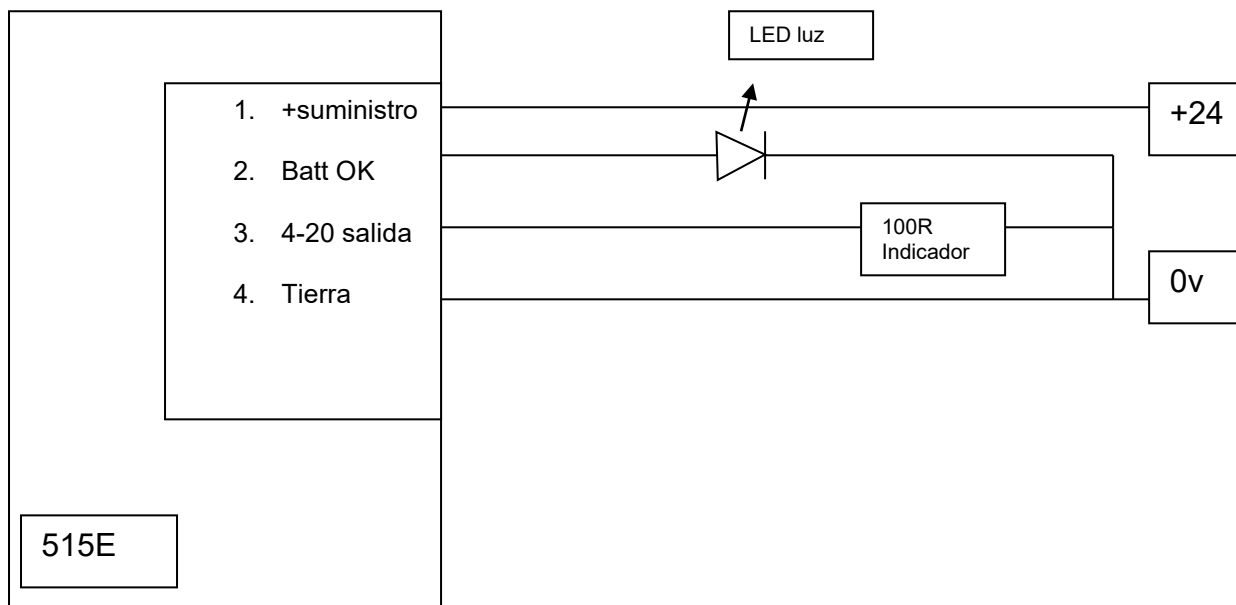 LED luz
1. +suministro
+24
2. Batt OK
3. 4-20 salida
100R
Indicador
4. Tierra
0v
515E